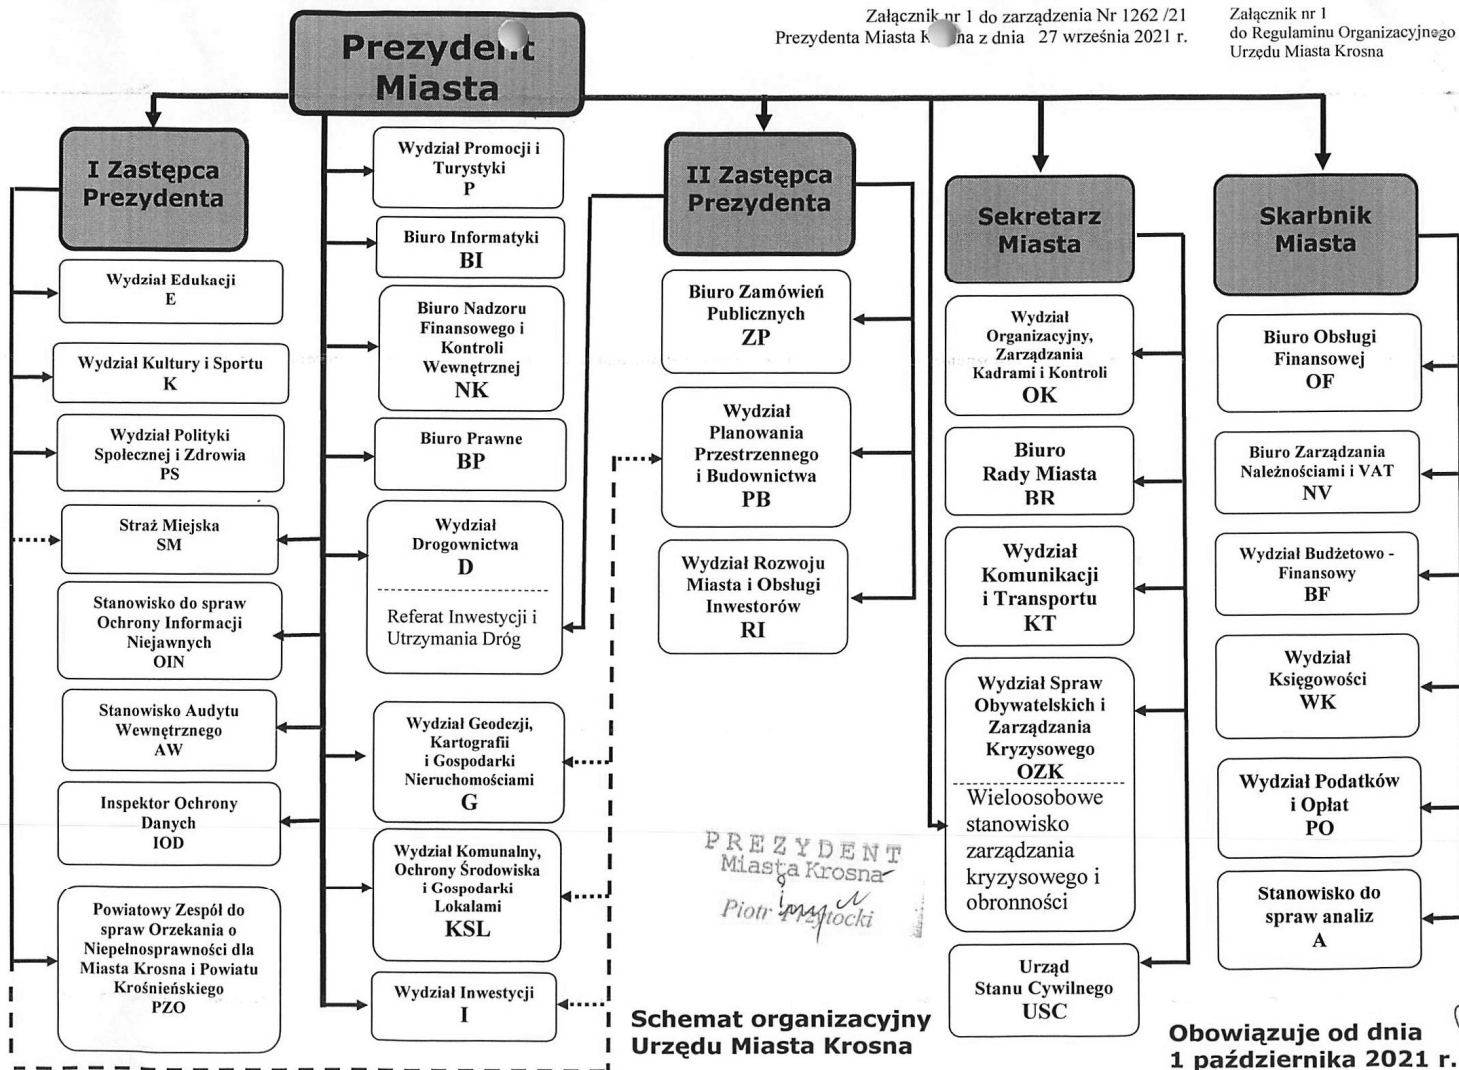 Załącznik nr 1 do zarządzenia Nr 1262 /21
Prezydenta Miasta z dnia 27 września 2021 r.
Załącznik nr 1
do Regulaminu Organizacyjnego
Urzędu Miasta Krosna
Prezydent
Miasta
I Zastępca
Prezydenta
Wydział Edukacji
E
Wydział Kultury i Sportu
K
Wydział Polityki
Społecznej i Zdrowia
PS
Straż Miejska
SM
Stanowisko do spraw
Ochrony Informacji
Niejawnych
OIN
Stanowisko Audytu
Wewnętrznego
AW
Inspektor Ochrony
Danych
IOD
Powiatowy Zespół do
spraw Orzekania o
Niepełnosprawności dla
Miasta Krosna i Powiatu
Krośnieńskiego
PZO
Wydział Promocji i
Turystyki
P
Biuro Informatyki
BI
Biuro Nadzoru
Finansowego i
Kontroli
Wewnętrznej
NK
Biuro Prawne
BP
Wydział
Drogownictwa
D
Referat Inwestycji i
Utrzymania Dróg
Wydział Geodezji,
Kartografii
i Gospodarki
Nieruchomościami
G
Wydział Komunalny,
Ochrony Środowiska
i Gospodarki
Lokalami
KSL
Wydział Inwestycji
I
II Zastępca
Prezydenta
Biuro Zamówień
Publicznych
ZP
Wydział
Planowania
Przestrzennego
i Budownictwa
PB
Wydział Rozwoju
Miasta i Obsługi
Inwestorów
RI
Sekretarz
Miasta
Wydział
Organizacyjny,
Zarządzania
Kadrami i Kontroli
OK
Biuro
Rady Miasta
BR
Wydział
Komunikacji
i Transportu
KT
Wydział Spraw
Obywatelskich i
Zarządzania
Kryzysowego
OZK
Wieloosobowe
stanowisko
zarządzania
kryzysowego i
obronności
Urząd
Stanu Cywilnego
USC
Skarbnik
Miasta
Biuro Obsługi
Finansowej
OF
Biuro Zarządzania
Należnościami i VAT
NV
Wydział Budżetowo -
Finansowy
BF
Wydział
Księgowości
WK
Wydział Podatków
i Opłat
PO
Stanowisko do
spraw analiz
A
PREZYDENT
Miasta Krosna
Piotr Przytocki
Schemat organizacyjny
Urzędu Miasta Krosna
Obowiązuje od dnia
1 października 2021 r.